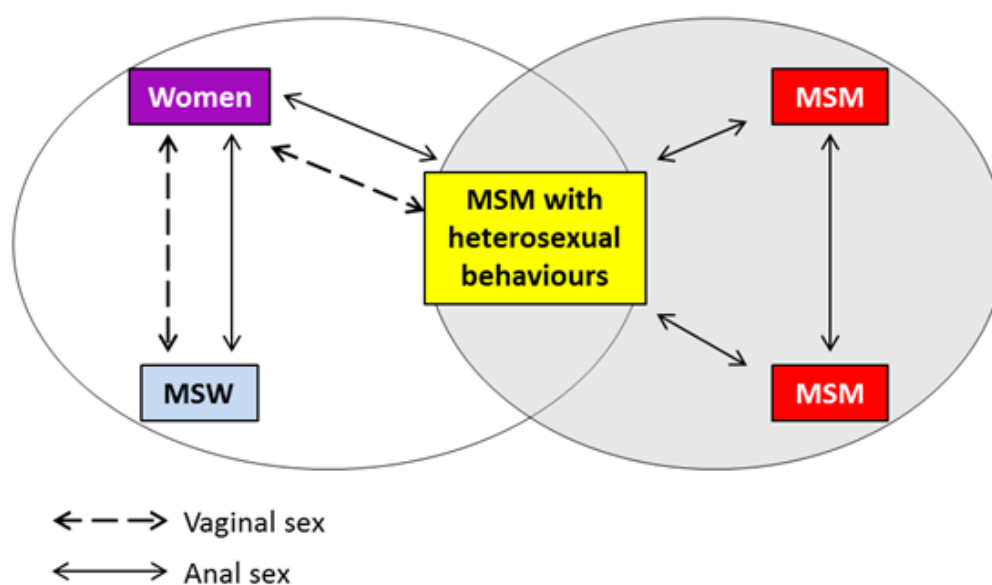 Women
MSM
MSM with
heterosexual
behaviours
MSW
MSM
Vaginal sex
Anal sex